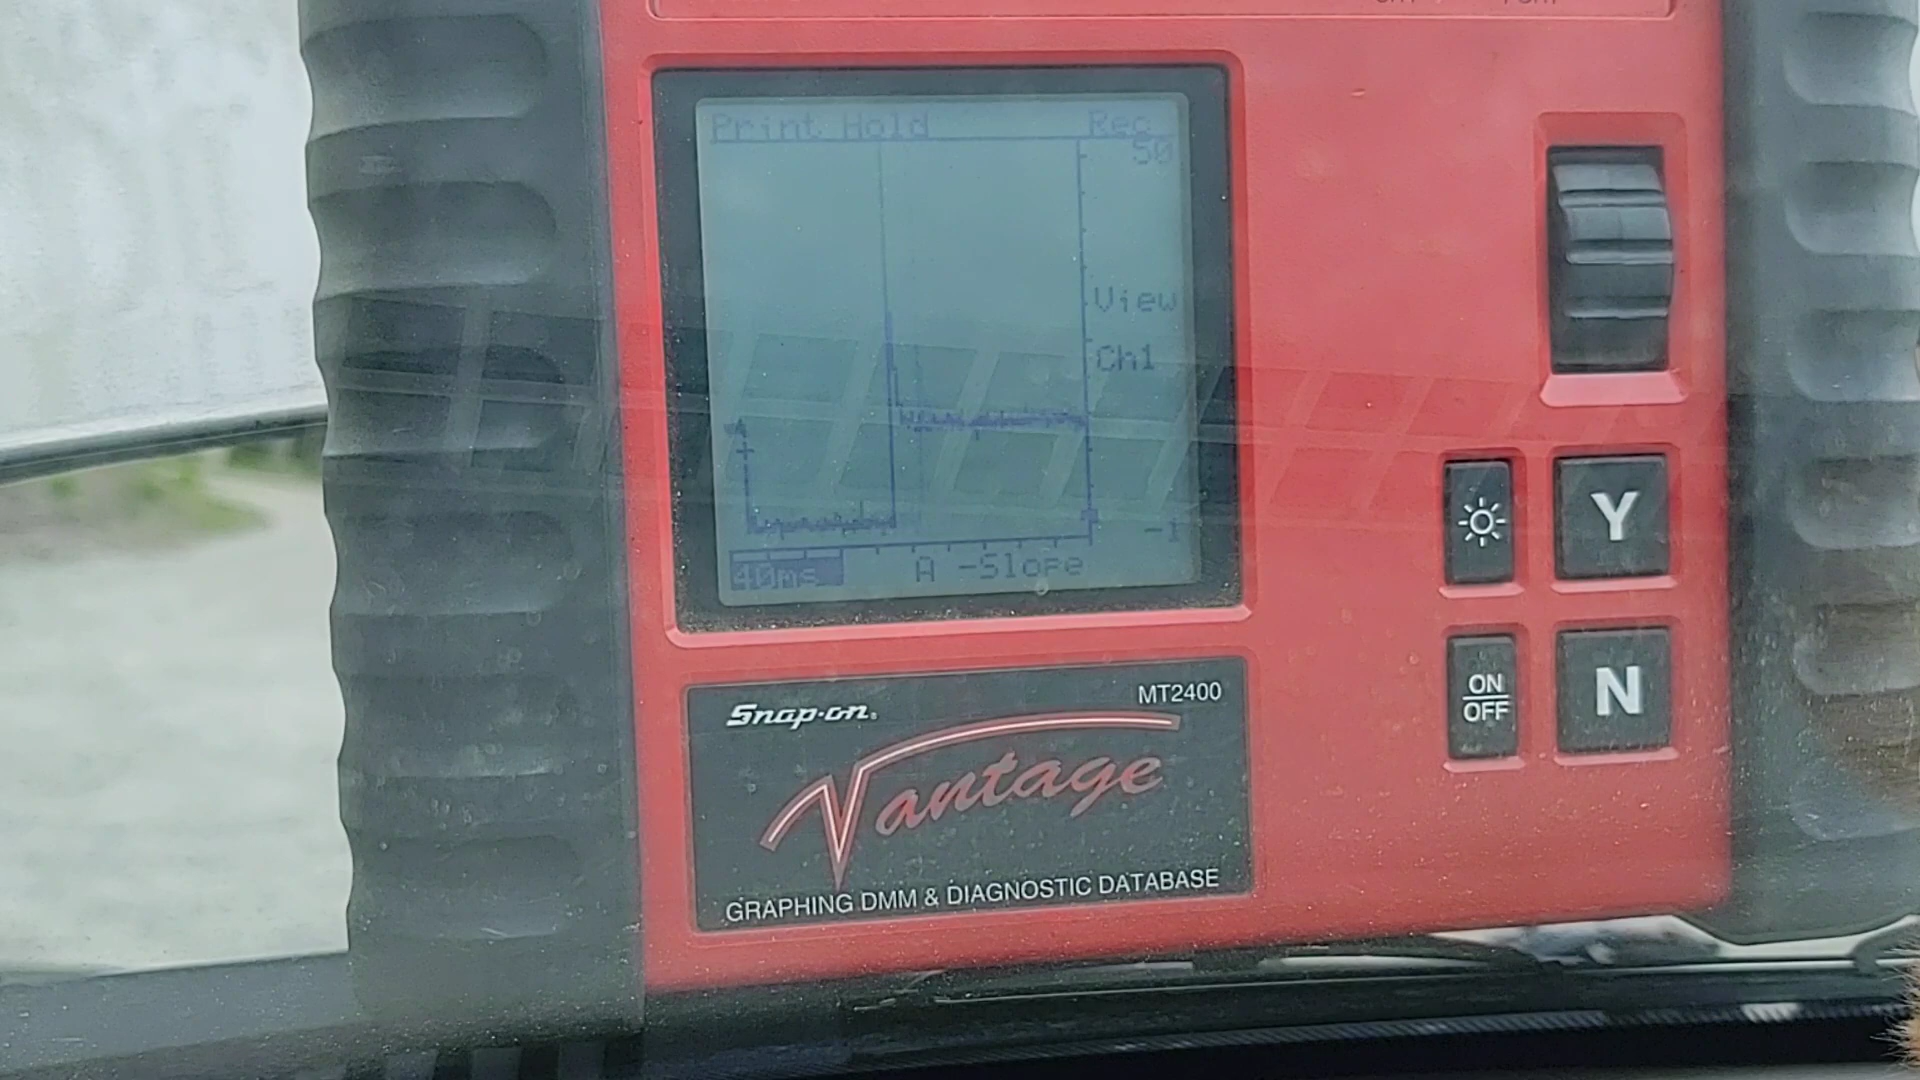 Print Hold Rec
50
View
Ch1
-1
40ms A -Slope
Y
ON
OFF
N
Snap-on. MT2400
Vantage
GRAPHING DMM & DIAGNOSTIC DATABASE